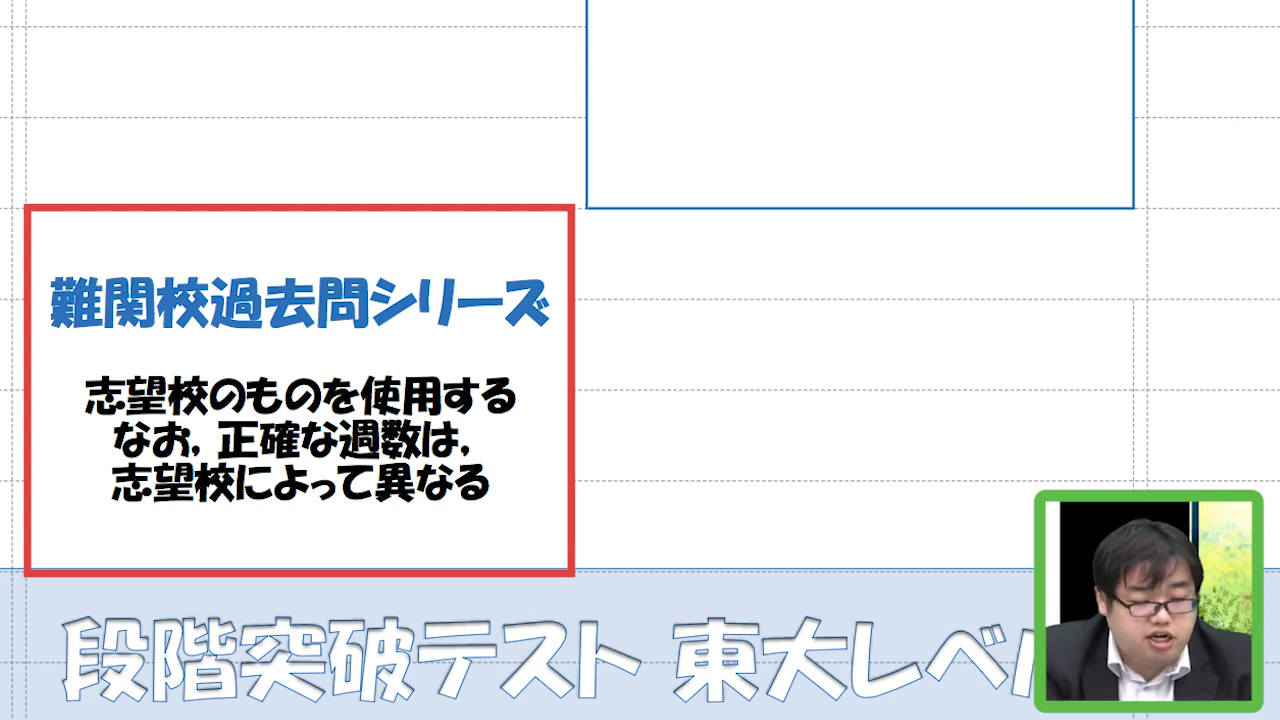 難関校過去問シリーズ
志望校のものを使用する
なお，正確な週数は，
志望校によって異なる
段階突破テスト 東大レベル